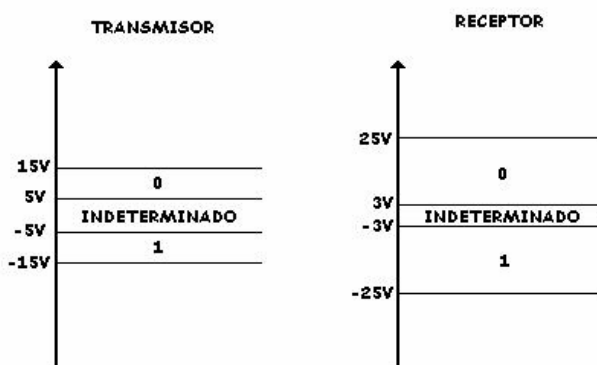 TRANSMISOR
15V
0
5V
INDETERMINADO
-5V
1
-15V
RECEPTOR
25V
0
3V
INDETERMINADO
-3V
1
-25V